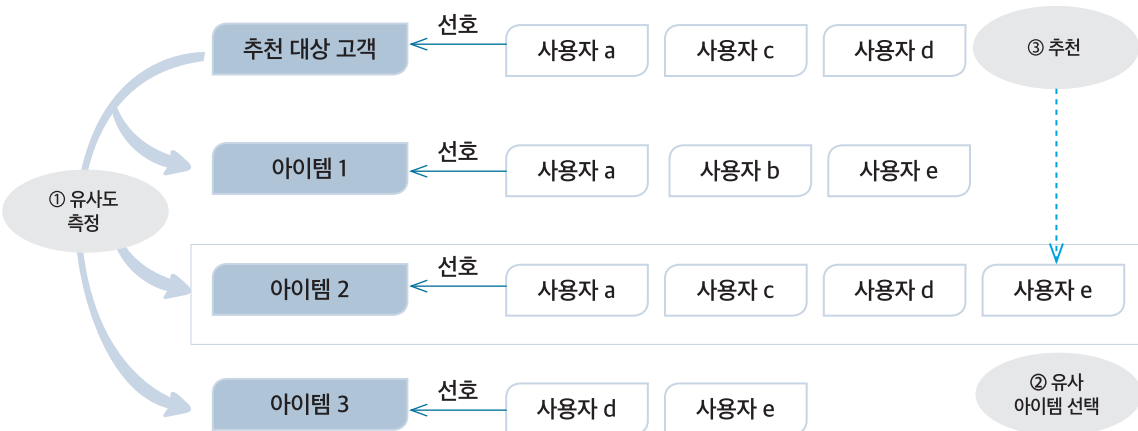 추천 대상 고객
선호
사용자 a
사용자 c
사용자 d
③ 추천
아이템 1
선호
사용자 a
사용자 b
사용자 e
① 유사도
측정
아이템 2
선호
사용자 a
사용자 c
사용자 d
사용자 e
아이템 3
선호
사용자 d
사용자 e
② 유사
아이템 선택